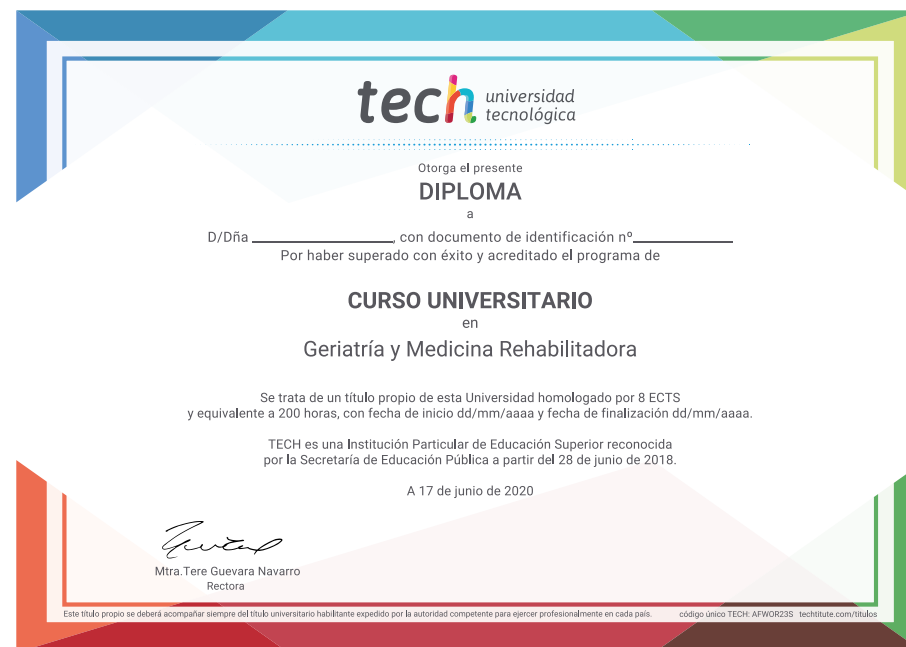 tech universidad
tecnológica
Otorga el presente
DIPLOMA
a
D/Dña ____________________, con documento de identificación nº______________
Por haber superado con éxito y acreditado el programa de
CURSO UNIVERSITARIO
en
Geriatría y Medicina Rehabilitadora
Se trata de un título propio de esta Universidad homologado por 8 ECTS
y equivalente a 200 horas, con fecha de inicio dd/mm/aaaa y fecha de finalización dd/mm/aaaa.
TECH es una Institución Particular de Educación Superior reconocida
por la Secretaría de Educación Pública a partir del 28 de junio de 2018.
A 17 de junio de 2020
Mtra.Tere Guevara Navarro
Rectora
Este título propio se deberá acompañar siempre del título universitario habilitante expedido por la autoridad competente para ejercer profesionalmente en cada país. código único TECH: AFWOR23S techtitute.com/títulos